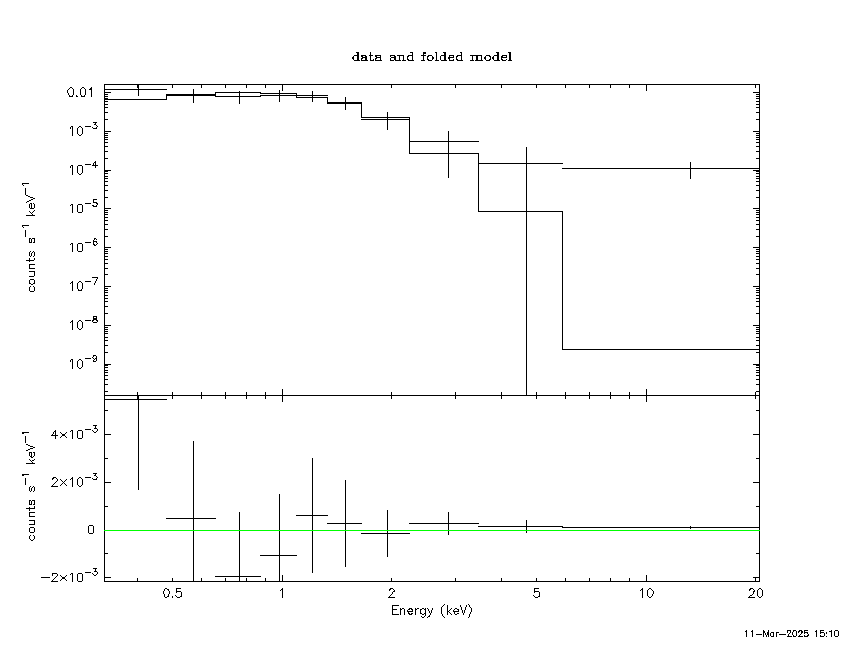 data and folded model
counts s⁻¹ keV⁻¹
0.01
10⁻³
10⁻⁴
10⁻⁵
10⁻⁶
10⁻⁷
10⁻⁸
10⁻⁹
counts s⁻¹ keV⁻¹
4×10⁻³
2×10⁻³
0
−2×10⁻³
0.5 1 2 5 10 20
Energy (keV)
11-Mar-2025 15:10